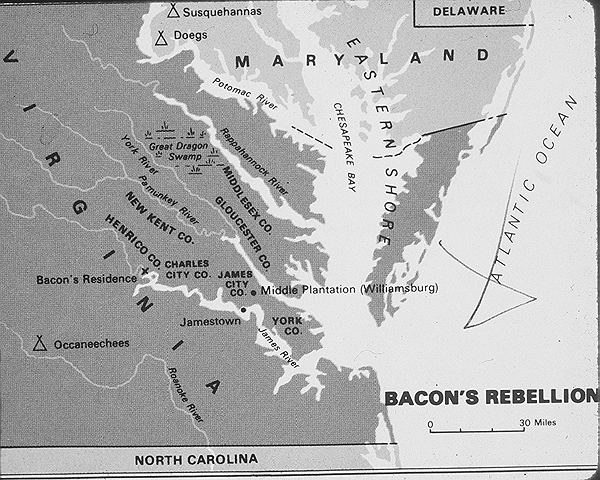 Susquehannas
DELAWARE
Doegs
MARYLAND
EASTERN SHORE
Potomac River
CHESAPEAKE BAY
ATLANTIC OCEAN
VIRGINIA
Great Dragon
Swamp
Rappahannock River
York River
Pamunkey River
MIDDLESEX CO.
GLOUCESTER CO.
NEW KENT CO.
HENRICO CO.
CHARLES
CITY CO.
JAMES
CITY
CO.
Bacon's Residence
Middle Plantation (Williamsburg)
Jamestown
YORK
CO.
James River
Occaneechees
Roanoke River
BACON'S REBELLION
0 30 Miles
NORTH CAROLINA